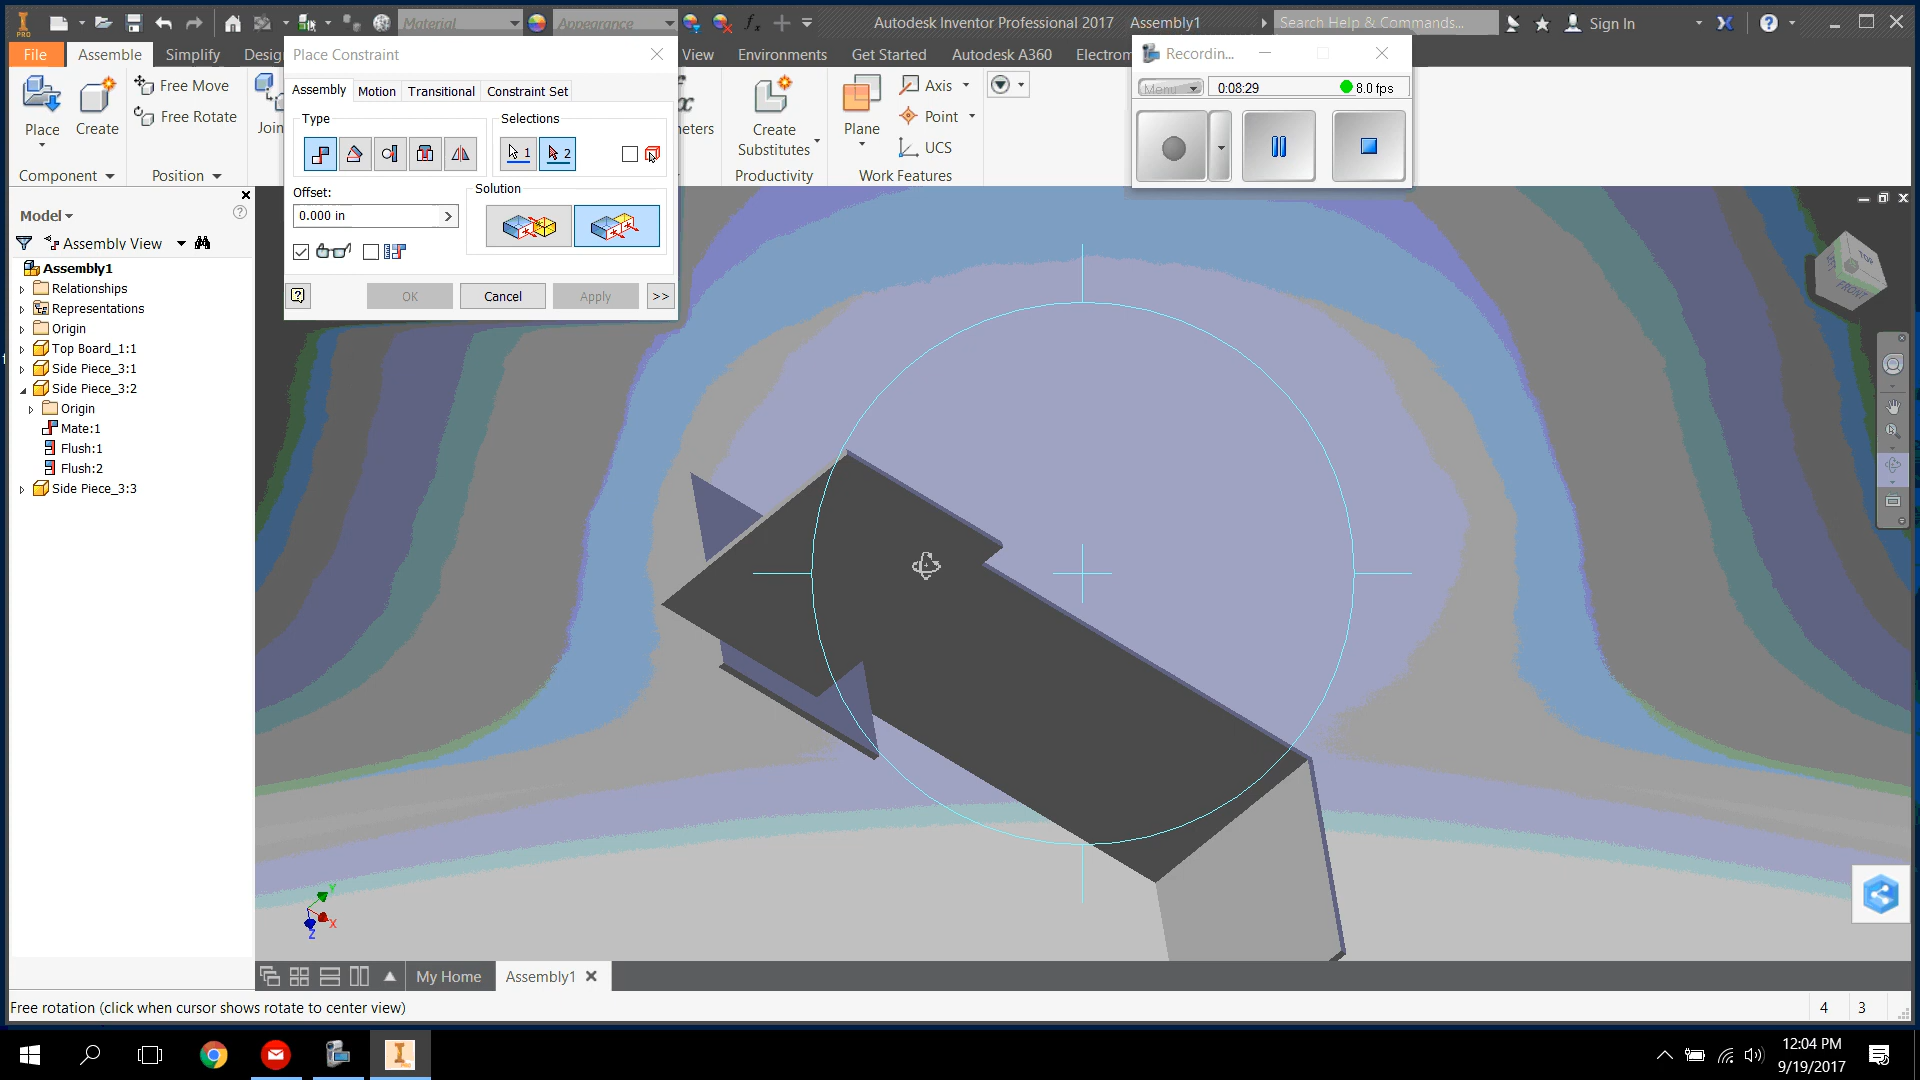 Material
Appearance
Autodesk Inventor Professional 2017 Assembly1
Search Help & Commands...
Sign In
PRO
File
Assemble
Simplify
Desig
View
Environments
Get Started
Autodesk A360
Electrom
Place Constraint
Recordin...
Menu
0:08:29
8.0 fps
Assembly
Motion
Transitional
Constraint Set
Type
Selections
1
2
Offset:
0.000 in
Solution
OK
Cancel
Apply
>>
Place
Create
Free Move
Free Rotate
Join
Component
Position
eters
Create
Substitutes
Productivity
Plane
Axis
Point
UCS
Work Features
Model
Assembly View
Assembly1
Relationships
Representations
Origin
Top Board_1:1
Side Piece_3:1
Side Piece_3:2
Origin
Mate:1
Flush:1
Flush:2
Side Piece_3:3
TOP
FRONT
Y
X
Z
My Home
Assembly1
Free rotation (click when cursor shows rotate to center view)
4
3
12:04 PM
9/19/2017